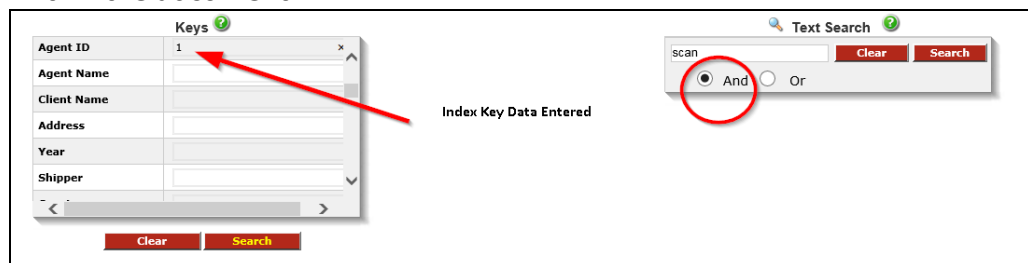 Keys
Agent ID 1 ×
Agent Name
Client Name
Address
Year
Shipper
Clear Search
Index Key Data Entered
Text Search
scan Clear Search
And Or